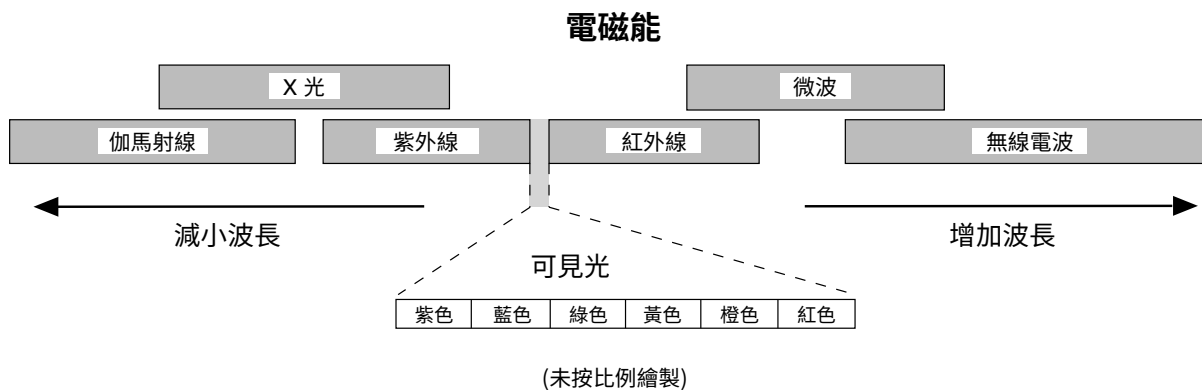 電磁能
X 光
微波
伽馬射線
紫外線
紅外線
無線電波
減小波長
增加波長
可見光
紫色 藍色 綠色 黃色 橙色 紅色
(未按比例繪製)